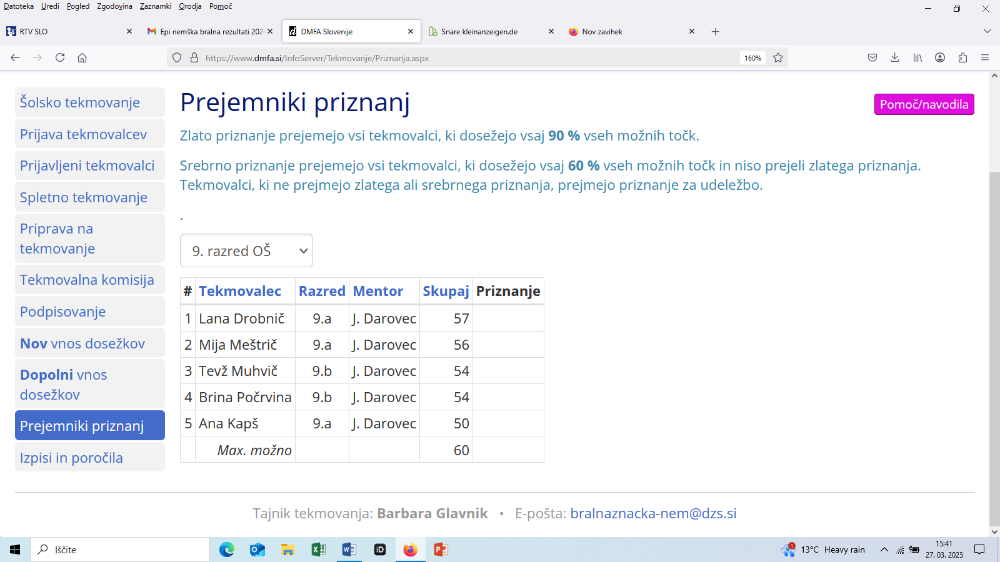 Datoteka Uredi Pogled Zgodovina Zaznamki Orodja Pomoč
RTV SLO
Epi nemška bralna rezultati 202
DMFA Slovenije
Snare kleinanzeigen.de
Nov zavihek
https://www.dmfa.si/InfoServer/Tekmovanje/Priznanja.aspx
160%
Šolsko tekmovanje
Prijava tekmovalcev
Prijavljeni tekmovalci
Spletno tekmovanje
Priprava na
tekmovanje
Tekmovalna komisija
Podpisovanje
Nov vnos dosežkov
Dopolni vnos
dosežkov
Prejemniki priznanj
Izpisi in poročila
Prejemniki priznanj
Pomoč/navodila
Zlato priznanje prejemejo vsi tekmovalci, ki dosežejo vsaj 90 % vseh možnih točk.
Srebrno priznanje prejemejo vsi tekmovalci, ki dosežejo vsaj 60 % vseh možnih točk in niso prejeli zlatega priznanja.
Tekmovalci, ki ne prejmejo zlatega ali srebrnega priznanja, prejmejo priznanje za udeležbo.
.
9. razred OŠ
# Tekmovalec Razred Mentor Skupaj Priznanje
1 Lana Drobnič 9.a J. Darovec 57
2 Mija Meštrič 9.a J. Darovec 56
3 Tevž Muhvič 9.b J. Darovec 54
4 Brina Počrvina 9.b J. Darovec 54
5 Ana Kapš 9.a J. Darovec 50
Max. možno 60
Tajnik tekmovanja: Barbara Glavnik • E-pošta: bralnaznacka-nem@dzs.si
Iščite
iD
1
13°C Heavy rain
15:41
27. 03. 2025